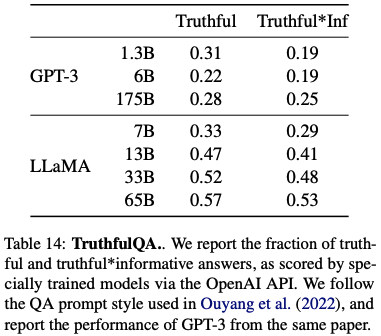 Truthful Truthful*Inf
1.3B 0.31 0.19
GPT-3 6B 0.22 0.19
175B 0.28 0.25
7B 0.33 0.29
13B 0.47 0.41
LLaMA
33B 0.52 0.48
65B 0.57 0.53
Table 14: TruthfulQA.. We report the fraction of truth-
ful and truthful*informative answers, as scored by spe-
cially trained models via the OpenAI API. We follow
the QA prompt style used in Ouyang et al. (2022), and
report the performance of GPT-3 from the same paper.